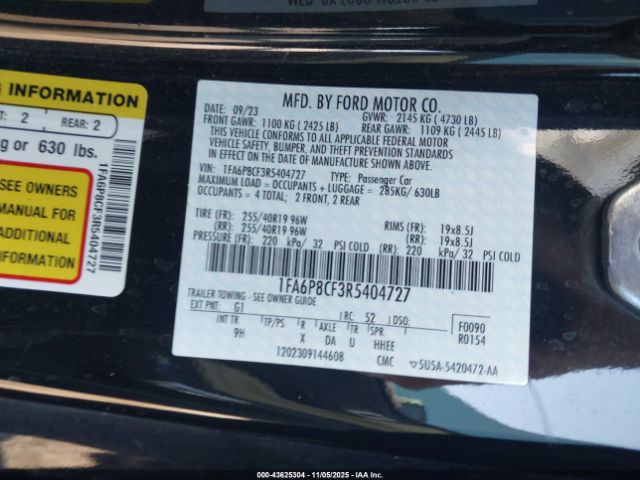 G INFORMATION
NT: 2 REAR: 2
g or 630 lbs.
SEE OWNERS
MANUAL FOR
ADDITIONAL
INFORMATION
1FA6P8CF3R5404727
MFD. BY FORD MOTOR CO.
DATE: 09/23 GVWR: 2145 KG ( 4730 LB)
FRONT GAWR: 1100 KG ( 2425 LB) REAR GAWR: 1109 KG ( 2445 LB)
THIS VEHICLE CONFORMS TO ALL APPLICABLE FEDERAL MOTOR
VEHICLE SAFETY, BUMPER, AND THEFT PREVENTION STANDARDS
IN EFFECT ON THE DATE OF MANUFACTURE SHOWN ABOVE.
VIN: 1FA6P8CF3R5404727 TYPE: Passenger Car
MAXIMUM LOAD = OCCUPANTS + LUGGAGE = 285KG/ 630LB
OCCUPANTS = 4 TOTAL; 2 FRONT, 2 REAR
TIRE (FR): 255/40R19 96W RIMS (FR): 19x8.5J
(RR): 255/40R19 96W (RR): 19x8.5J
PRESSURE (FR): 220 kPa/ 32 PSI COLD (RR): 220 kPa/ 32 PSI COLD
1FA6P8CF3R5404727
TRAILER TOWING - SEE OWNER GUIDE
EXT PNT: G1 RC: 52 DSO: F0090
INT TR TP/PS R AXLE TR SPR R0154
9H X DA U HHEE
1202309144608 CMC ▽5U5A-5420472-AA
000-43625304 - 11/05/2025 - IAAI Inc.